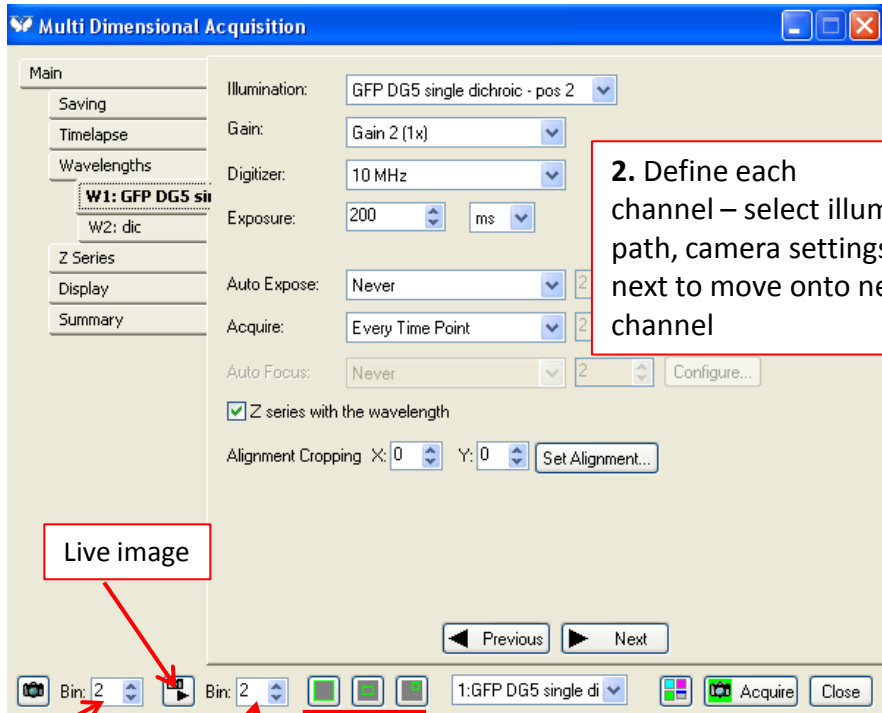 Multi Dimensional Acquisition
Main
Saving
Timelapse
Wavelengths
W1: GFP DG5
W2: dic
Z Series
Display
Summary
Illumination: GFP DG5 single dichroic - pos 2
Gain: Gain 2 (1x)
Digitizer: 10 MHz
Exposure: 200 ms
Auto Expose: Never 2
Acquire: Every Time Point 2
Auto Focus: Never 2 Configure...
Z series with the wavelength
Alignment Cropping X: 0 Y: 0 Set Alignment...
2. Define each
channel – select
path, camera settings
next to move onto
channel
Live image
Previous Next
Bin: 2 Bin: 2 1:GFP DG5 single Acquire Close